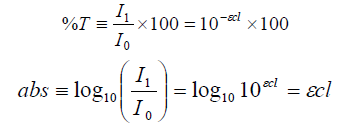 %T ≡ I₁/I₀ ×100 = 10^(-εcl) ×100
abs ≡ log₁₀(I₁/I₀) = log₁₀ 10^(εcl) = εcl